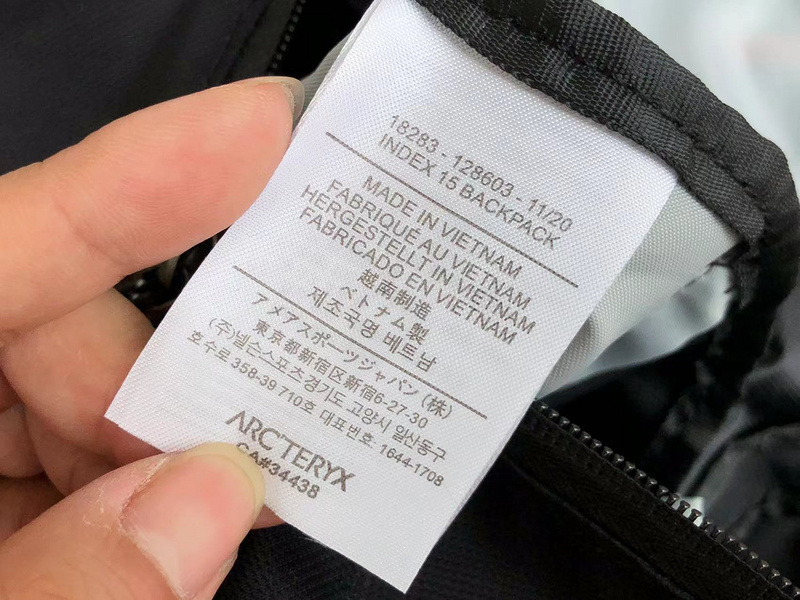 18283 - 128603 - 11/20
INDEX 15 BACKPACK
MADE IN VIETNAM
FABRIQUÉ AU VIETNAM
HERGESTELLT IN VIETNAM
FABRICADO EN VIETNAM
越南制造
ベトナム製
제조국명 베트남
アメアスポーツジャパン (株)
東京都新宿区新宿6-27-30
(주)넬슨스포츠 경기도 고양시 일산동구
호수로 358-39 710호 대표번호. 1644-1708
ARC'TERYX
CA#34438